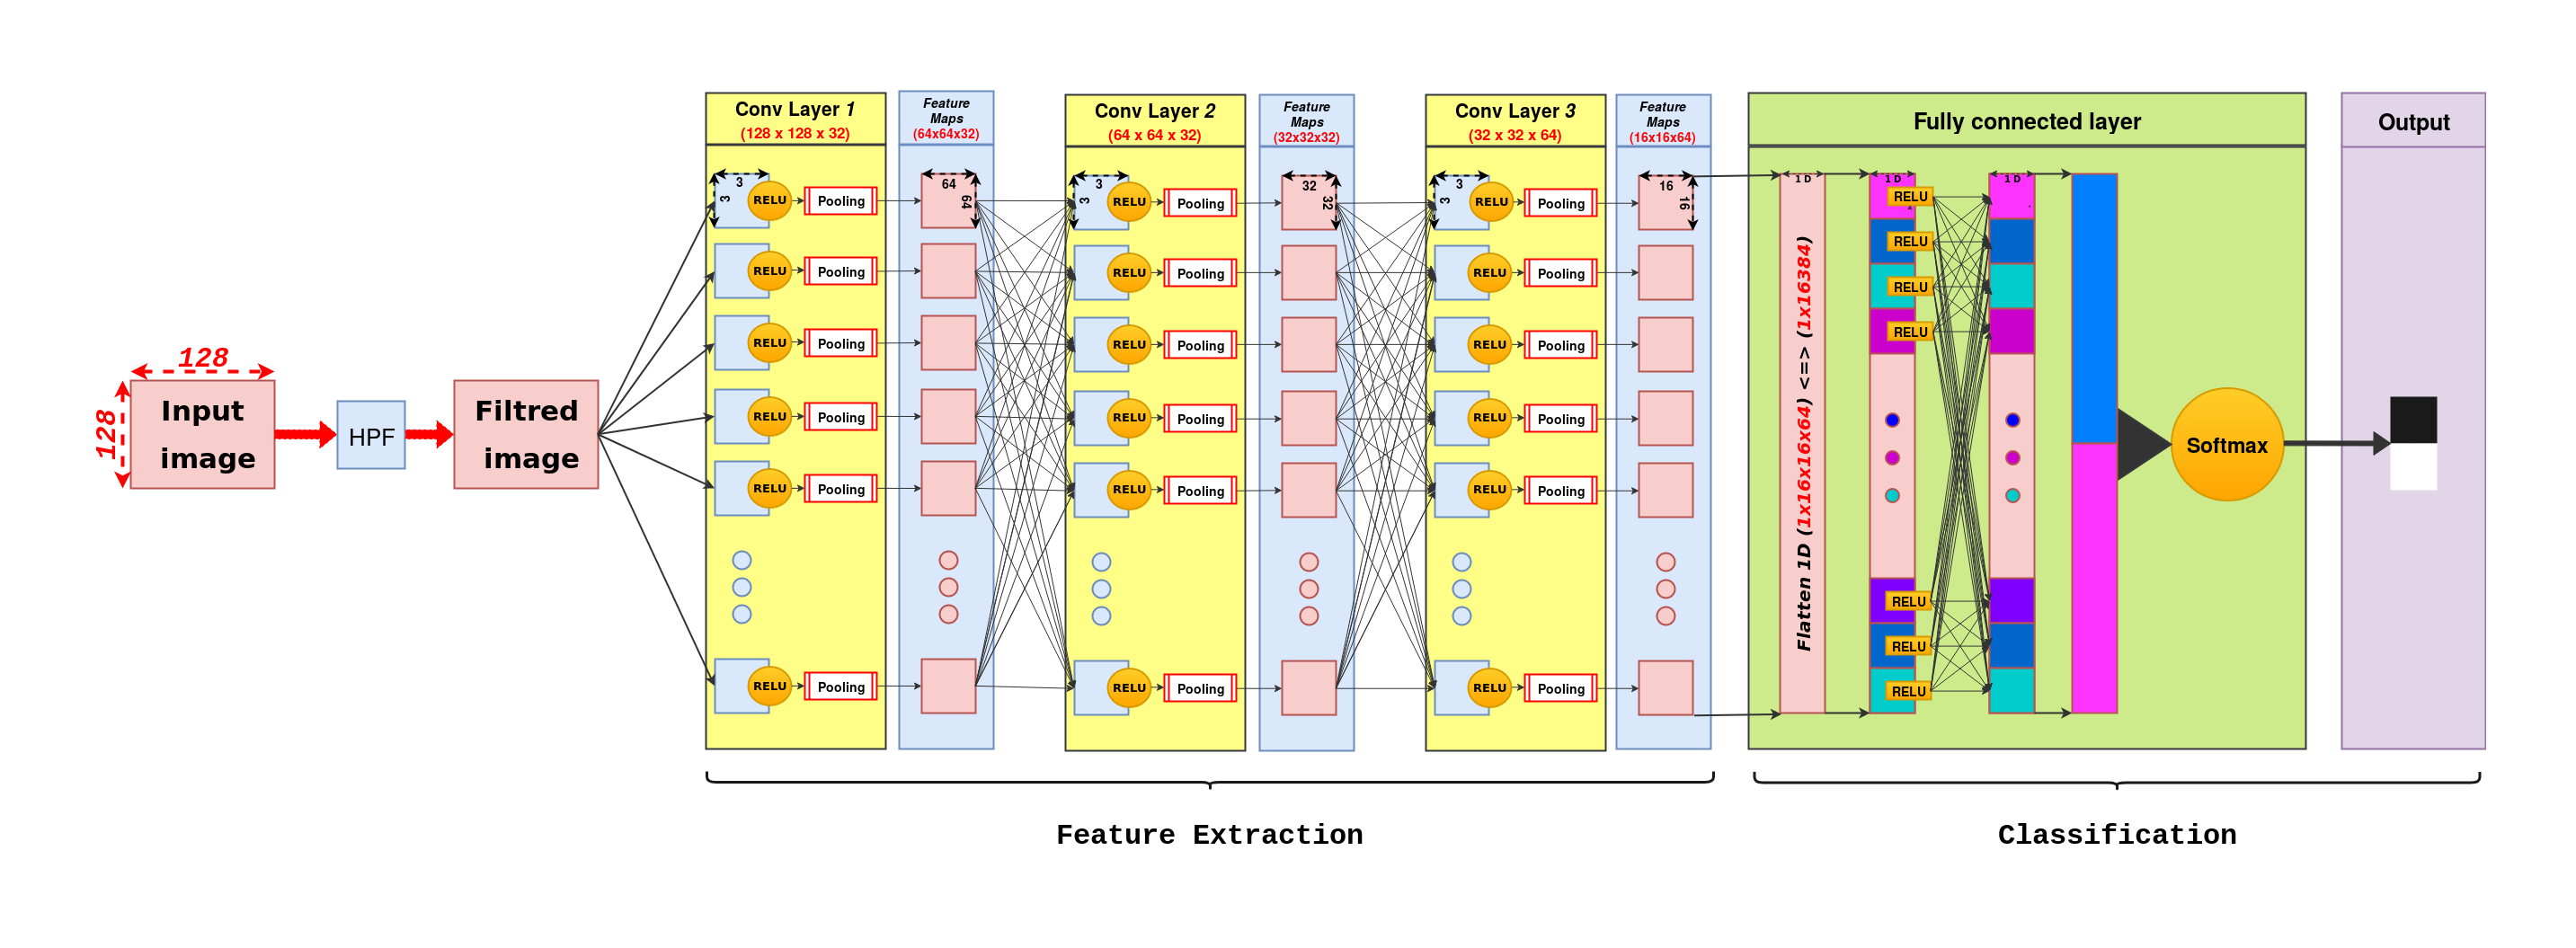 128
128
Input
image
HPF
Filtred
image
Conv Layer 1
(128 x 128 x 32)
3
3
RELU
Pooling
RELU
Pooling
RELU
Pooling
RELU
Pooling
RELU
Pooling
RELU
Pooling
Feature
Maps
(64x64x32)
64
64
Conv Layer 2
(64 x 64 x 32)
3
3
RELU
Pooling
RELU
Pooling
RELU
Pooling
RELU
Pooling
RELU
Pooling
RELU
Pooling
Feature
Maps
(32x32x32)
32
32
Conv Layer 3
(32 x 32 x 64)
3
3
RELU
Pooling
RELU
Pooling
RELU
Pooling
RELU
Pooling
RELU
Pooling
RELU
Pooling
Feature
Maps
(16x16x64)
16
16
Fully connected layer
1 D
Flatten 1D (1x16x16x64) <=> (1x16384)
1 D
RELU
RELU
RELU
RELU
RELU
RELU
RELU
1 D
Softmax
Output
Feature Extraction
Classification